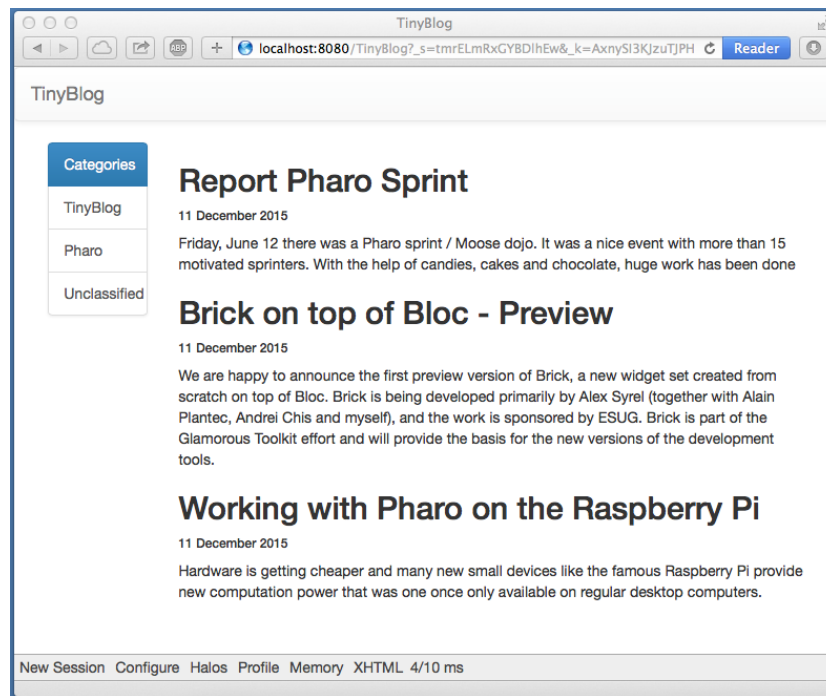 TinyBlog
ABP
localhost:8080/TinyBlog?_s=tmrELmRxGYBDlhEw&_k=AxnySI3KJzuTJPH
Reader
TinyBlog
Categories
TinyBlog
Pharo
Unclassified
Report Pharo Sprint
11 December 2015
Friday, June 12 there was a Pharo sprint / Moose dojo. It was a nice event with more than 15
motivated sprinters. With the help of candies, cakes and chocolate, huge work has been done
Brick on top of Bloc - Preview
11 December 2015
We are happy to announce the first preview version of Brick, a new widget set created from
scratch on top of Bloc. Brick is being developed primarily by Alex Syrel (together with Alain
Plantec, Andrei Chis and myself), and the work is sponsored by ESUG. Brick is part of the
Glamorous Toolkit effort and will provide the basis for the new versions of the development
tools.
Working with Pharo on the Raspberry Pi
11 December 2015
Hardware is getting cheaper and many new small devices like the famous Raspberry Pi provide
new computation power that was one once only available on regular desktop computers.
New Session Configure Halos Profile Memory XHTML 4/10 ms